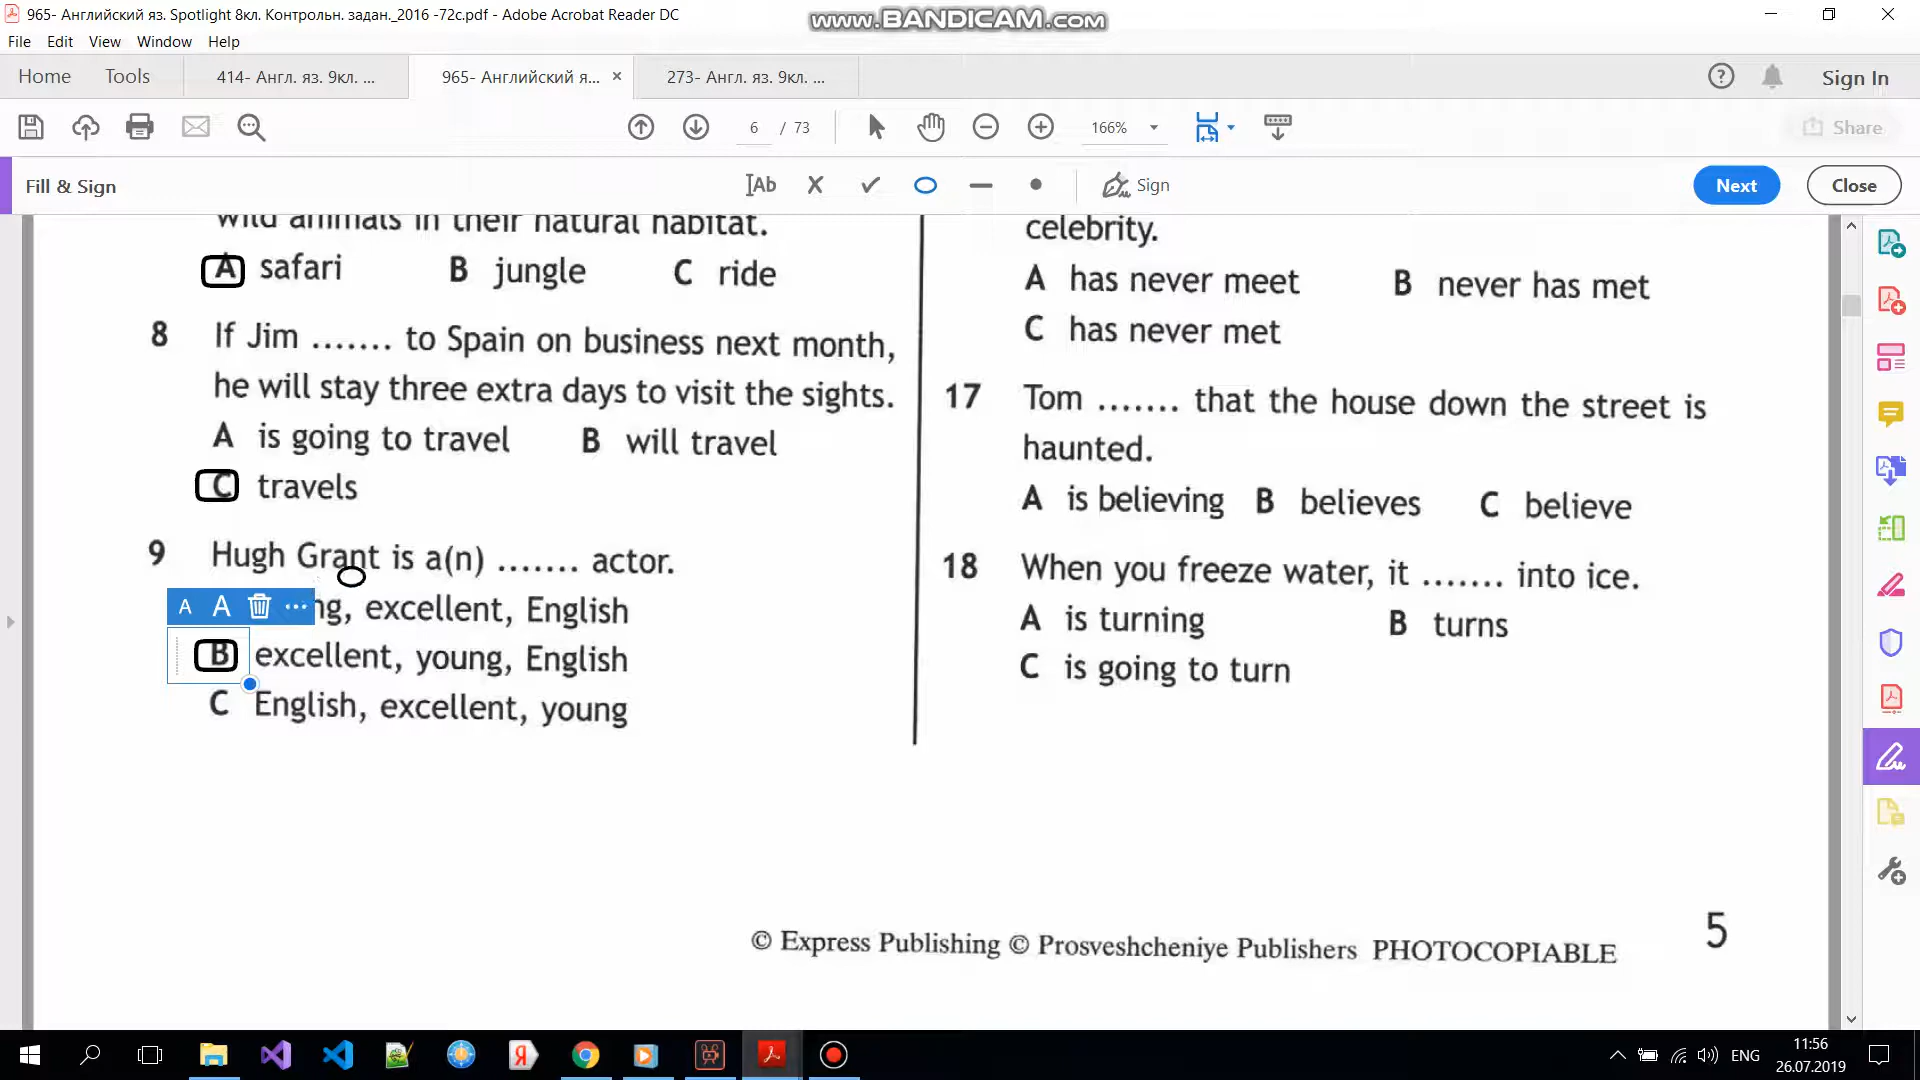 965- Английский яз. Spotlight 8кл. Контрольн. задан._2016 -72с.pdf - Adobe Acrobat Reader DC
www.BANDICAM.com
File Edit View Window Help
Home Tools 414- Англ. яз. 9кл. ... 965- Английский я... × 273- Англ. яз. 9кл. ... Sign In
6 / 73 166% Share
Fill & Sign Ab Sign Next Close
wild animals in their natural habitat.
A safari B jungle C ride
8 If Jim ....... to Spain on business next month,
he will stay three extra days to visit the sights.
A is going to travel B will travel
C travels
9 Hugh Grant is a(n) ....... actor.
A A ... ng, excellent, English
B excellent, young, English
C English, excellent, young
celebrity.
A has never meet B never has met
C has never met
17 Tom ....... that the house down the street is
haunted.
A is believing B believes C believe
18 When you freeze water, it ....... into ice.
A is turning B turns
C is going to turn
© Express Publishing © Prosveshcheniye Publishers PHOTOCOPIABLE 5
ENG 11:56
26.07.2019